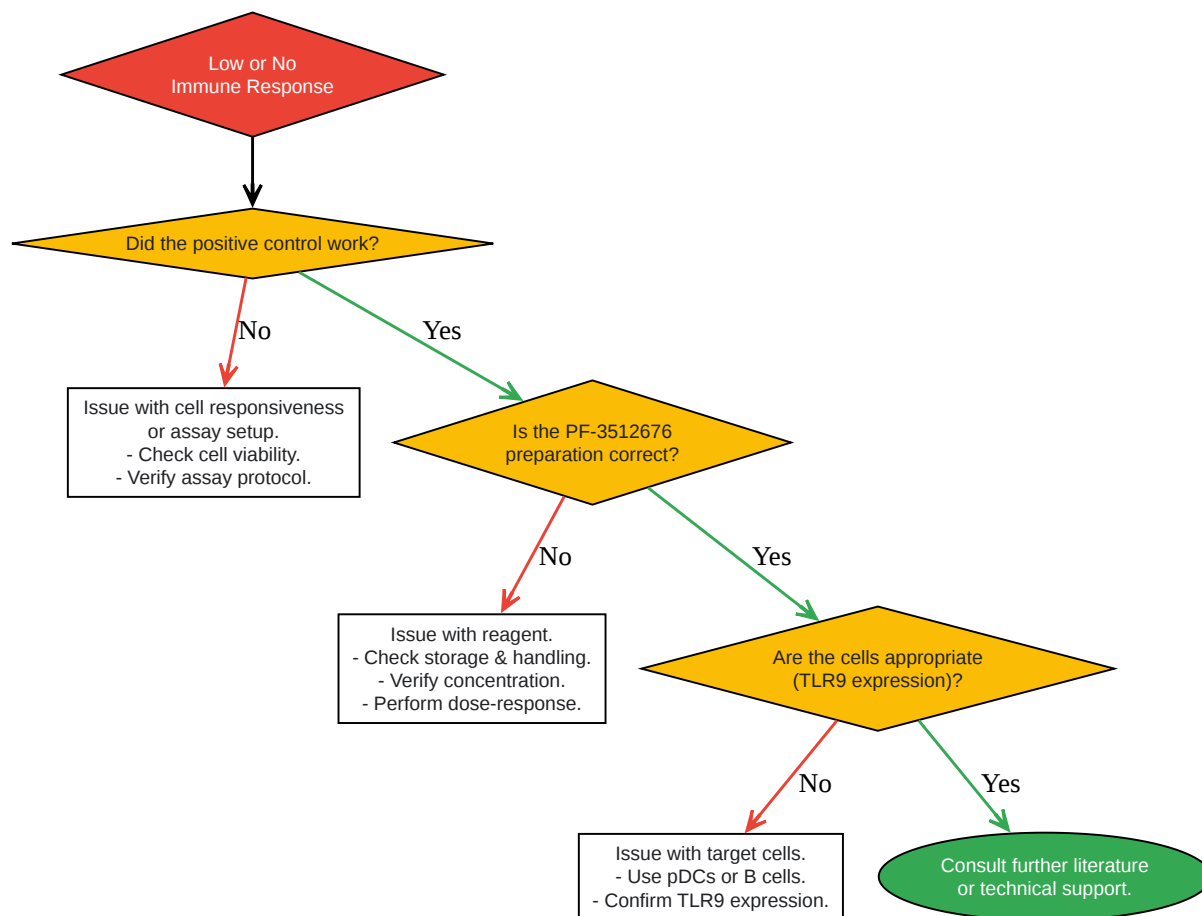 Low or No
Immune Response
Did the positive control work?
No
Yes
Issue with cell responsiveness
or assay setup.
- Check cell viability.
- Verify assay protocol.
Is the PF-3512676
preparation correct?
No
Yes
Issue with reagent.
- Check storage & handling.
- Verify concentration.
- Perform dose-response.
Are the cells appropriate
(TLR9 expression)?
No
Yes
Issue with target cells.
- Use pDCs or B cells.
- Confirm TLR9 expression.
Consult further literature
or technical support.